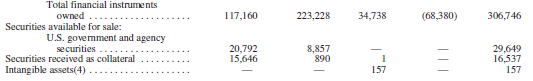 Total financial instruments
owned . . . . . . . . . . . . . . . . . . . . 117,160 223,228 34,738 (68,380) 306,746
Securities available for sale:
U.S. government and agency
securities . . . . . . . . . . . . . . . . . . 20,792 8,857 — — 29,649
Securities received as collateral . . . . . . . . . . 15,646 890 1 — 16,537
Intangible assets(4) . . . . . . . . . . . . . . . . . . . — — 157 — 157